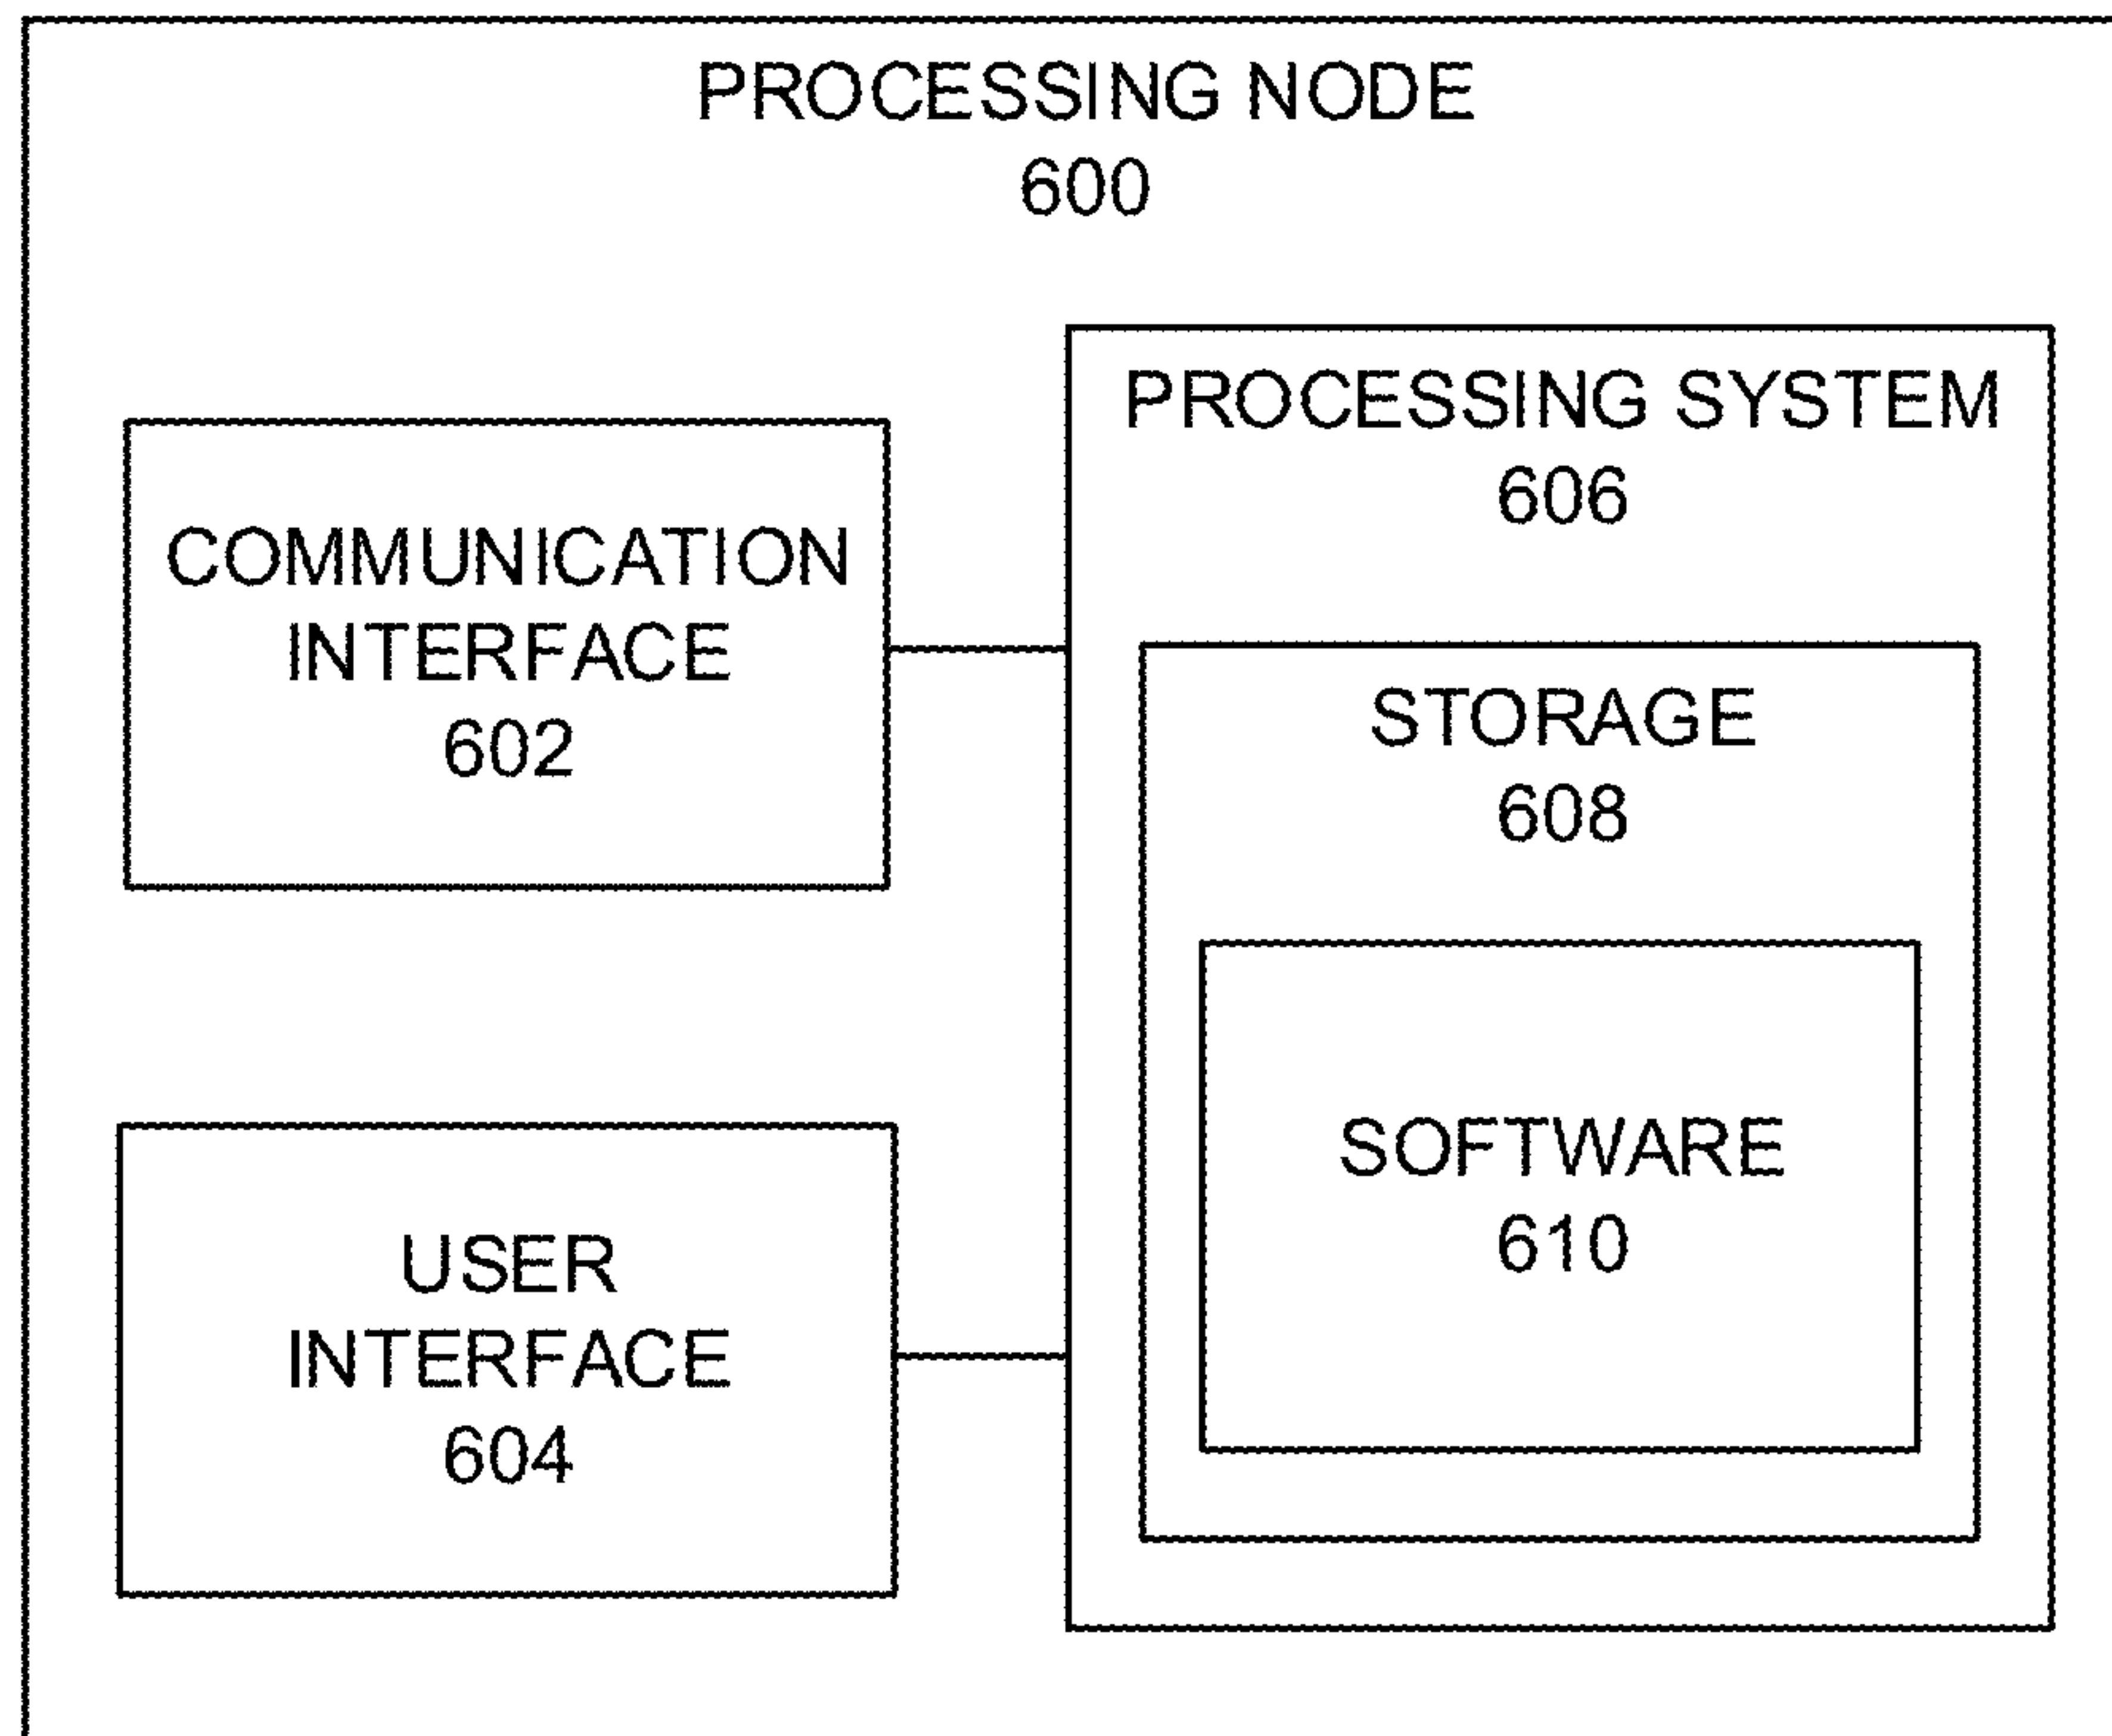 PROCESSING NODE
600
PROCESSING SYSTEM
606
COMMUNICATION
INTERFACE
602
STORAGE
608
SOFTWARE
610
USER
INTERFACE
604